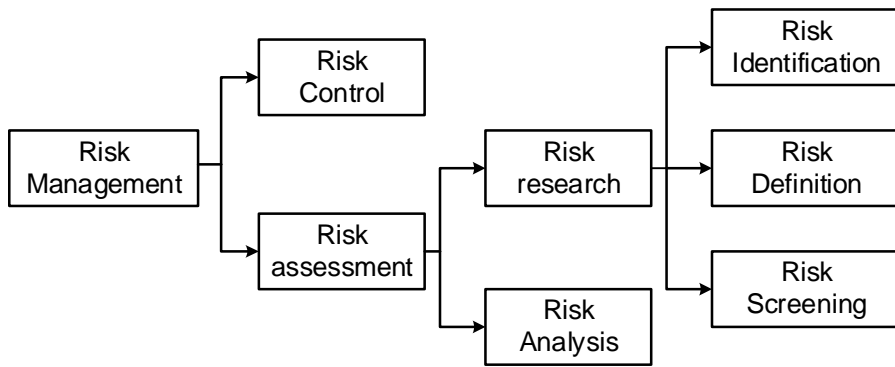 Risk
Management
Risk
Control
Risk
assessment
Risk
research
Risk
Analysis
Risk
Identification
Risk
Definition
Risk
Screening